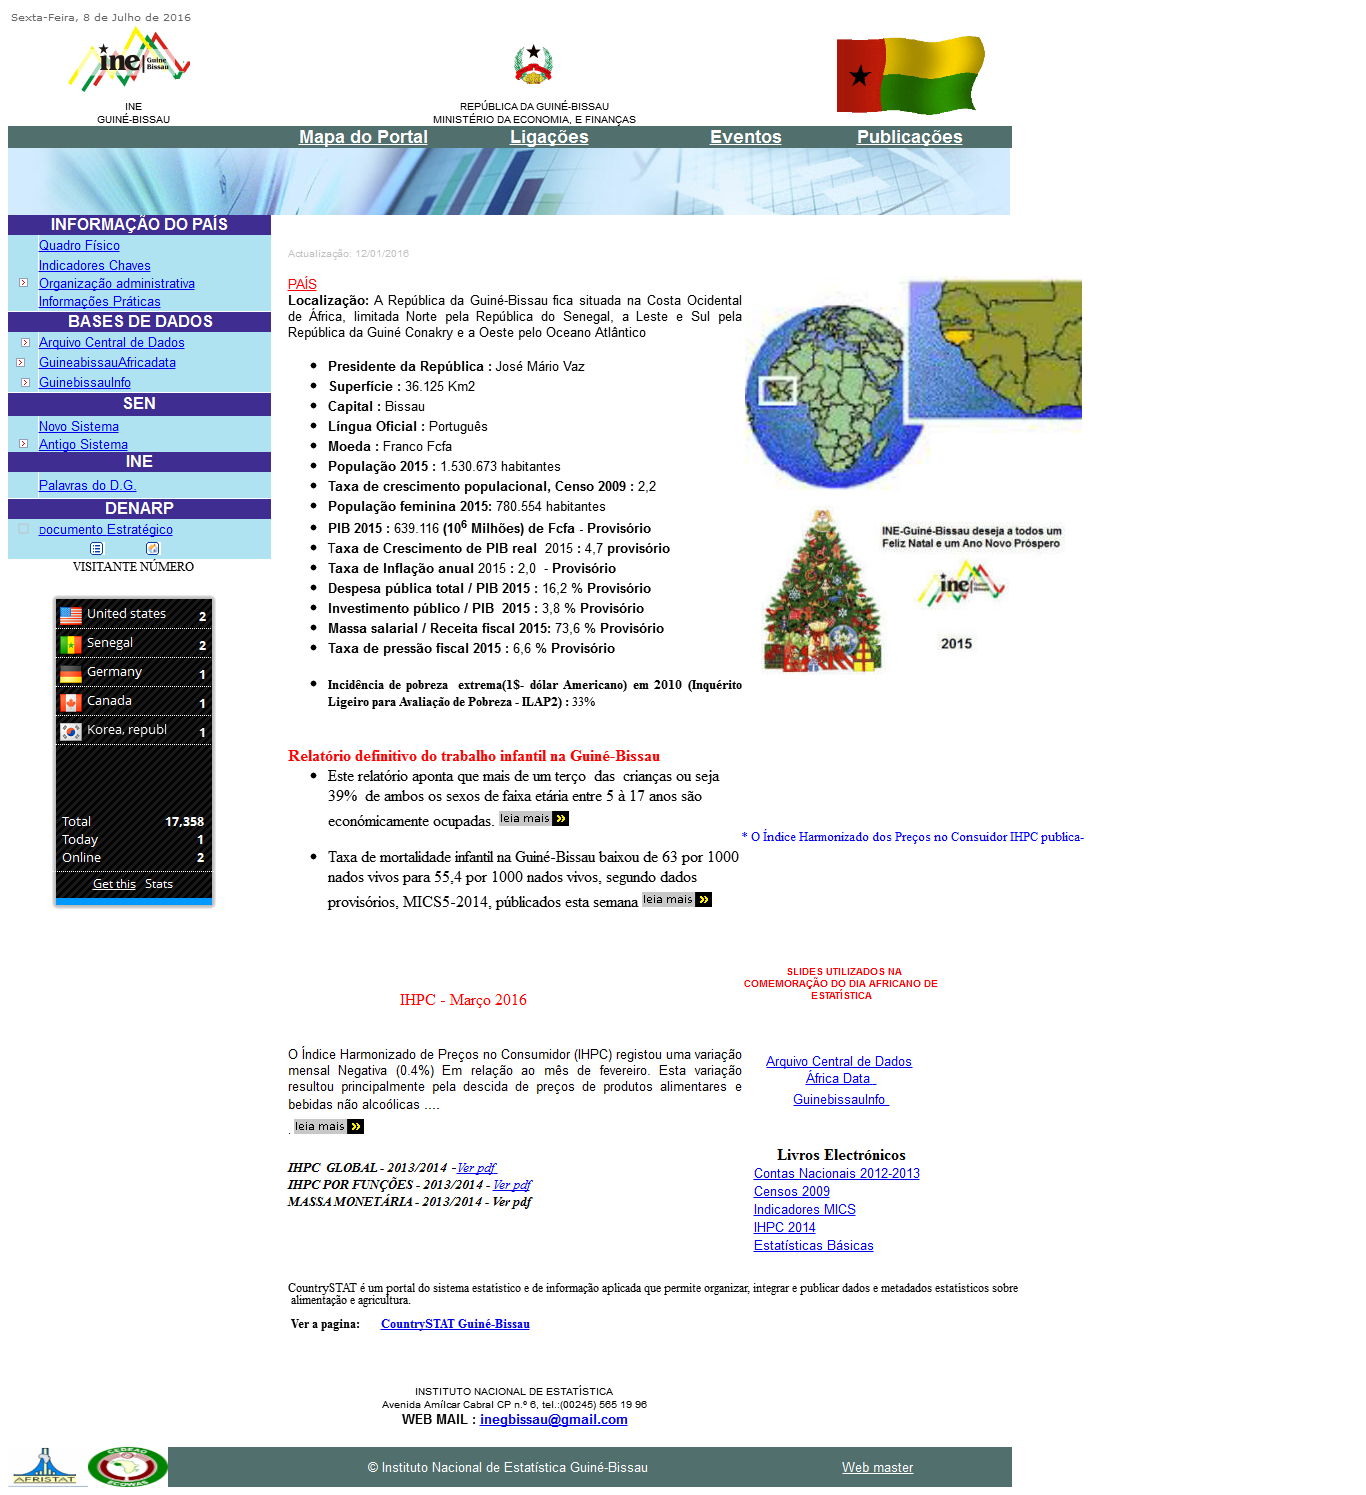 Sexta-Feira, 8 de Julho de 2016
ine Guiné Bissau
INE
GUINÉ-BISSAU
REPÚBLICA DA GUINÉ-BISSAU
MINISTÉRIO DA ECONOMIA, E FINANÇAS
Mapa do Portal Ligações Eventos Publicações
INFORMAÇÃO DO PAÍS
Quadro Físico
Indicadores Chaves
Organização administrativa
Informações Práticas
BASES DE DADOS
Arquivo Central de Dados
GuineabissauAfricadata
GuinebissauInfo
SEN
Novo Sistema
Antigo Sistema
INE
Palavras do D.G.
DENARP
Documento Estratégico
VISITANTE NÚMERO
United states 2
Senegal 2
Germany 1
Canada 1
Korea, republ 1
Total 17,358
Today 1
Online 2
Get this Stats
Actualização: 12/01/2016
PAÍS
Localização: A República da Guiné-Bissau fica situada na Costa Ocidental
de África, limitada Norte pela República do Senegal, a Leste e Sul pela
República da Guiné Conakry e a Oeste pelo Oceano Atlântico
Presidente da República : José Mário Vaz
Superfície : 36.125 Km2
Capital : Bissau
Língua Oficial : Português
Moeda : Franco Fcfa
População 2015 : 1.530.673 habitantes
Taxa de crescimento populacional, Censo 2009 : 2,2
População feminina 2015: 780.554 habitantes
PIB 2015 : 639.116 (10⁶ Milhões) de Fcfa - Provisório
Taxa de Crescimento de PIB real 2015 : 4,7 provisório
Taxa de Inflação anual 2015 : 2,0 - Provisório
Despesa pública total / PIB 2015 : 16,2 % Provisório
Investimento público / PIB 2015 : 3,8 % Provisório
Massa salarial / Receita fiscal 2015: 73,6 % Provisório
Taxa de pressão fiscal 2015 : 6,6 % Provisório
Incidência de pobreza extrema(1$- dólar Americano) em 2010 (Inquérito
Ligeiro para Avaliação de Pobreza - ILAP2) : 33%
INE-Guiné-Bissau deseja a todos um
Feliz Natal e um Ano Novo Próspero
ine
2015
Relatório definitivo do trabalho infantil na Guiné-Bissau
Este relatório aponta que mais de um terço das crianças ou seja
39% de ambos os sexos de faixa etária entre 5 à 17 anos são
económicamente ocupadas. leia mais
Taxa de mortalidade infantil na Guiné-Bissau baixou de 63 por 1000
nados vivos para 55,4 por 1000 nados vivos, segundo dados
provisórios, MICS5-2014, públicados esta semana leia mais
* O Índice Harmonizado dos Preços no Consuidor IHPC publica-
IHPC - Março 2016
O Índice Harmonizado de Preços no Consumidor (IHPC) registou uma variação
mensal Negativa (0.4%) Em relação ao mês de fevereiro. Esta variação
resultou principalmente pela descida de preços de produtos alimentares e
bebidas não alcoólicas ....
. leia mais
IHPC GLOBAL - 2013/2014 -Ver pdf
IHPC POR FUNÇÕES - 2013/2014 - Ver pdf
MASSA MONETÁRIA - 2013/2014 - Ver pdf
SLIDES UTILIZADOS NA
COMEMORAÇÃO DO DIA AFRICANO DE
ESTATÍSTICA
Arquivo Central de Dados
África Data
GuinebissauInfo
Livros Electrónicos
Contas Nacionais 2012-2013
Censos 2009
Indicadores MICS
IHPC 2014
Estatísticas Básicas
CountrySTAT é um portal do sistema estatístico e de informação aplicada que permite organizar, integrar e publicar dados e metadados estatisticos sobre
alimentação e agricultura.
Ver a pagina: CountrySTAT Guiné-Bissau
INSTITUTO NACIONAL DE ESTATÍSTICA
Avenida Amílcar Cabral CP n.º 6, tel.:(00245) 565 19 96
WEB MAIL : inegbissau@gmail.com
AFRISTAT
CEDEAO
ECOWAS
© Instituto Nacional de Estatística Guiné-Bissau
Web master